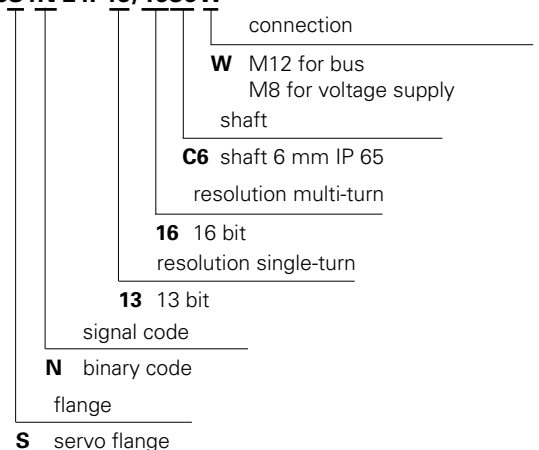 connection
W M12 for bus
M8 for voltage supply
shaft
C6 shaft 6 mm IP 65
resolution multi-turn
16 16 bit
resolution single-turn
13 13 bit
signal code
N binary code
flange
S servo flange